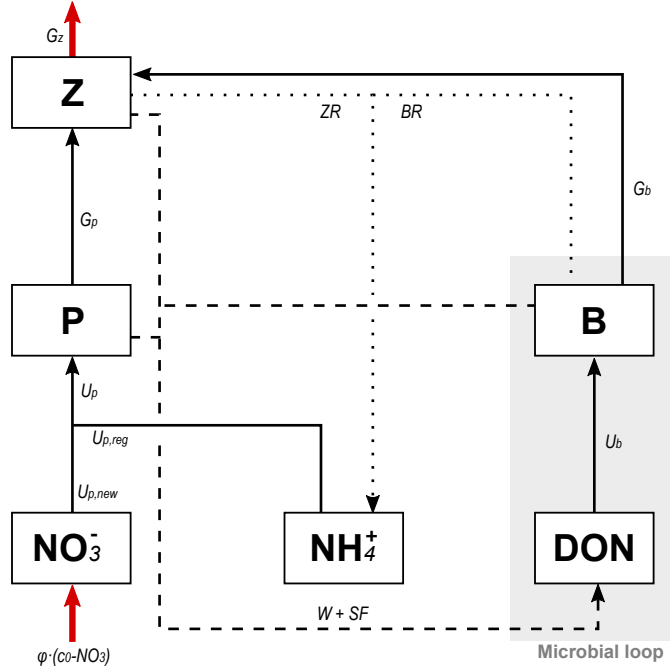 Gz
Z
ZR
BR
Gp
Gb
P
B
Up
Up,reg
Ub
Up,new
NO3-
NH4+
DON
W + SF
φ·(c0-NO3)
Microbial loop